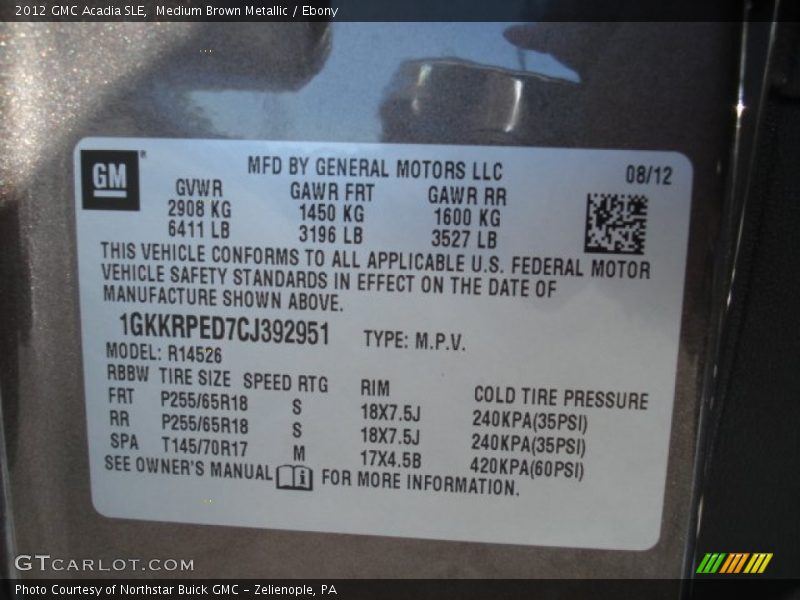 2012 GMC Acadia SLE, Medium Brown Metallic / Ebony
GM
MFD BY GENERAL MOTORS LLC 08/12
GVWR GAWR FRT GAWR RR
2908 KG 1450 KG 1600 KG
6411 LB 3196 LB 3527 LB
THIS VEHICLE CONFORMS TO ALL APPLICABLE U.S. FEDERAL MOTOR
VEHICLE SAFETY STANDARDS IN EFFECT ON THE DATE OF
MANUFACTURE SHOWN ABOVE.
1GKKRPED7CJ392951 TYPE: M.P.V.
MODEL: R14526
RBBW TIRE SIZE SPEED RTG RIM COLD TIRE PRESSURE
FRT P255/65R18 S 18X7.5J 240KPA(35PSI)
RR P255/65R18 S 18X7.5J 240KPA(35PSI)
SPA T145/70R17 M 17X4.5B 420KPA(60PSI)
SEE OWNER'S MANUAL i FOR MORE INFORMATION.
GTCARLOT.COM
Photo Courtesy of Northstar Buick GMC - Zelienople, PA